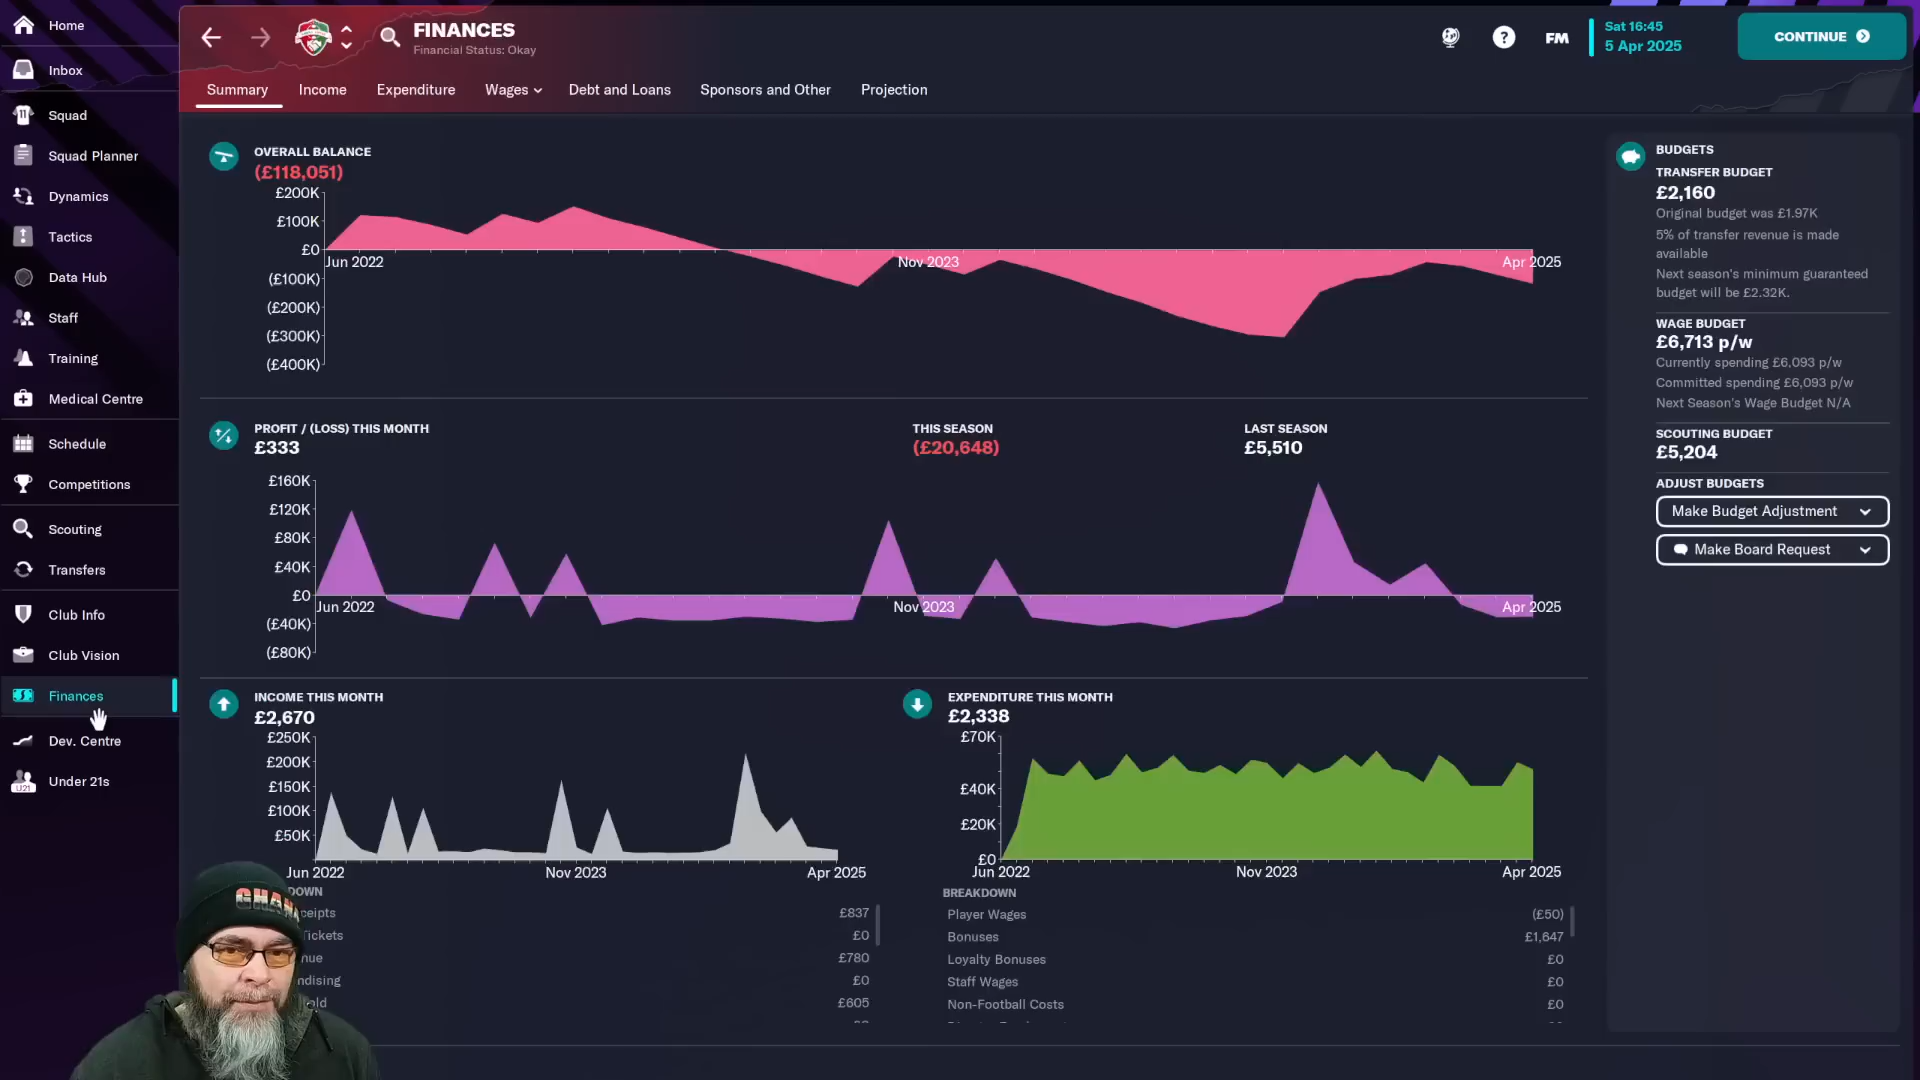 Home
Inbox
Squad
Squad Planner
Dynamics
Tactics
Data Hub
Staff
Training
Medical Centre
Schedule
Competitions
Scouting
Transfers
Club Info
Club Vision
Finances
Dev. Centre
U21
Under 21s
FINANCES
Financial Status: Okay
FM
Sat 16:45
5 Apr 2025
CONTINUE
Summary
Income
Expenditure
Wages
Debt and Loans
Sponsors and Other
Projection
OVERALL BALANCE
(£118,051)
£200K
£100K
£0
(£100K)
(£200K)
(£300K)
(£400K)
Jun 2022
Nov 2023
Apr 2025
PROFIT / (LOSS) THIS MONTH
£333
THIS SEASON
(£20,648)
LAST SEASON
£5,510
£160K
£120K
£80K
£40K
£0
(£40K)
(£80K)
Jun 2022
Nov 2023
Apr 2025
INCOME THIS MONTH
£2,670
£250K
£200K
£150K
£100K
£50K
Jun 2022
Nov 2023
Apr 2025
DOWN
ceipts £837
Tickets £0
nue £780
ndising £0
old £605
EXPENDITURE THIS MONTH
£2,338
£70K
£40K
£20K
£0
Jun 2022
Nov 2023
Apr 2025
BREAKDOWN
Player Wages (£50)
Bonuses £1,647
Loyalty Bonuses £0
Staff Wages £0
Non-Football Costs £0
BUDGETS
TRANSFER BUDGET
£2,160
Original budget was £1.97K
5% of transfer revenue is made
available
Next season's minimum guaranteed
budget will be £2.32K.
WAGE BUDGET
£6,713 p/w
Currently spending £6,093 p/w
Committed spending £6,093 p/w
Next Season's Wage Budget N/A
SCOUTING BUDGET
£5,204
ADJUST BUDGETS
Make Budget Adjustment
Make Board Request